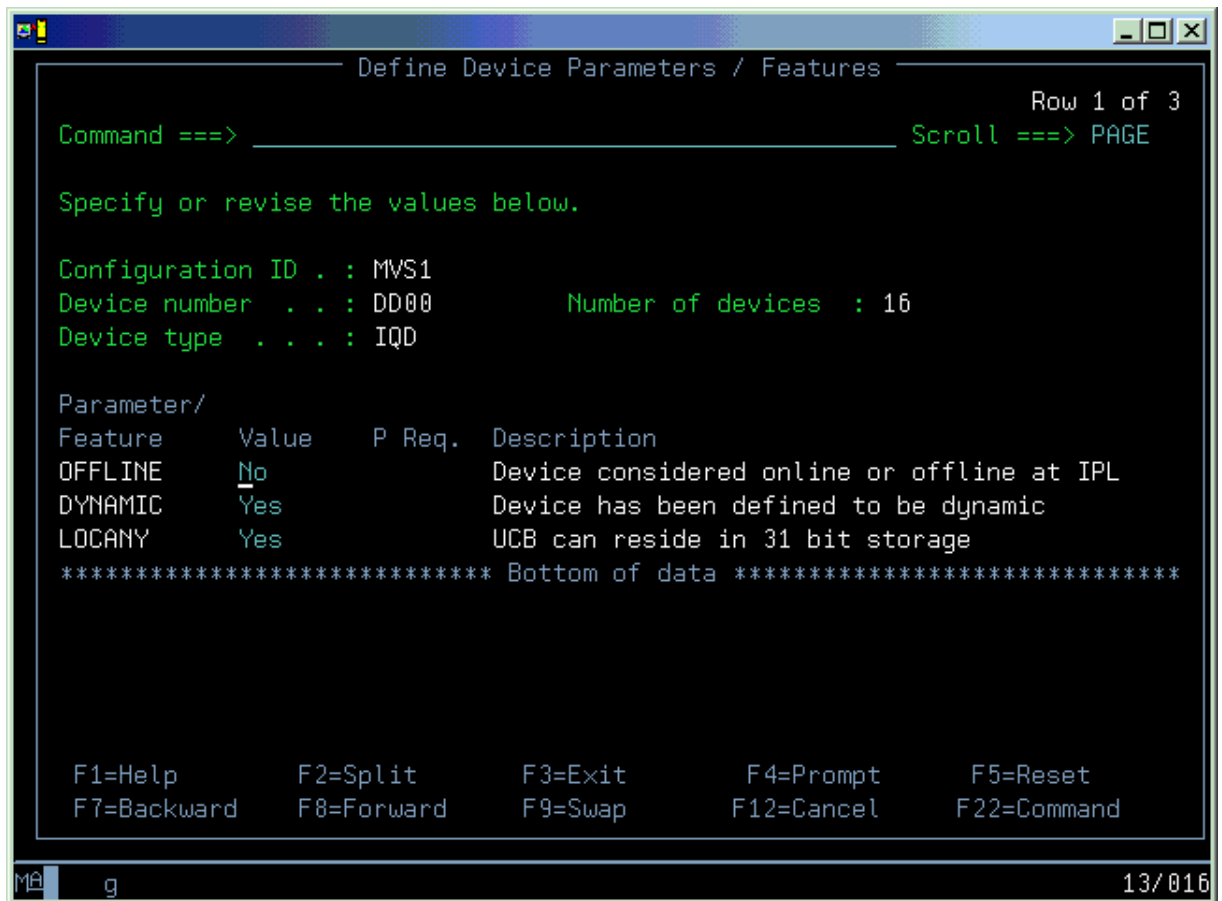 Define Device Parameters / Features
Row 1 of 3
Command ===> ________________________________________ Scroll ===> PAGE
Specify or revise the values below.
Configuration ID . : MVS1
Device number . . : DD00 Number of devices : 16
Device type . . . : IQD
Parameter/
Feature Value P Req. Description
OFFLINE No Device considered online or offline at IPL
DYNAMIC Yes Device has been defined to be dynamic
LOCANY Yes UCB can reside in 31 bit storage
***************************** Bottom of data ******************************
F1=Help F2=Split F3=Exit F4=Prompt F5=Reset
F7=Backward F8=Forward F9=Swap F12=Cancel F22=Command
MA g 13/016